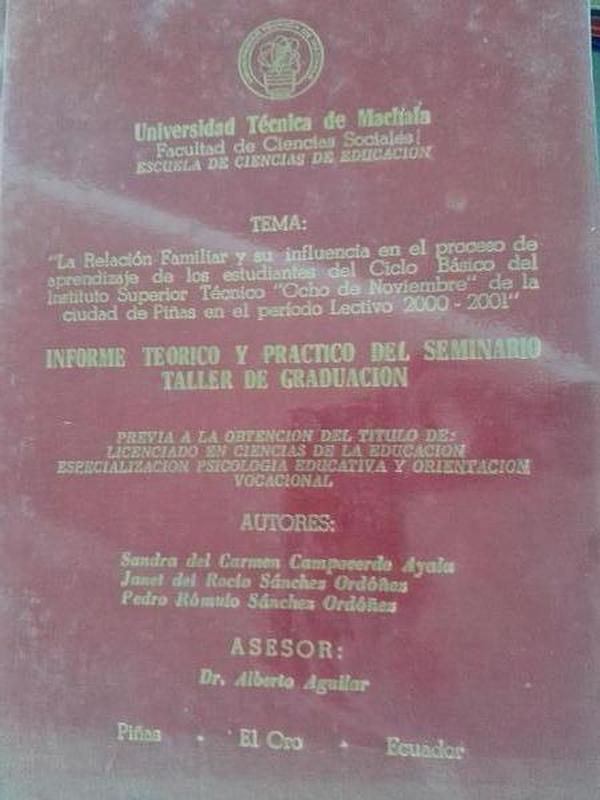 Universidad Técnica de Machala
Facultad de Ciencias Sociales
ESCUELA DE CIENCIAS DE EDUCACION
TEMA:
"La Relación Familiar y su influencia en el proceso de
aprendizaje de los estudiantes del Ciclo Básico del
Instituto Superior Técnico "Ocho de Noviembre" de la
ciudad de Piñas en el período Lectivo 2000 - 2001"
INFORME TEORICO Y PRACTICO DEL SEMINARIO
TALLER DE GRADUACION
PREVIA A LA OBTENCION DEL TITULO DE:
LICENCIADO EN CIENCIAS DE LA EDUCACION
ESPECIALIZACION PSICOLOGIA EDUCATIVA Y ORIENTACION
VOCACIONAL
AUTORES:
Sandra del Carmen Campoverde Ayala
Janet del Rocío Sánchez Ordóñez
Pedro Rómulo Sánchez Ordóñez
ASESOR:
Dr. Alberto Aguilar
Piñas - El Oro - Ecuador